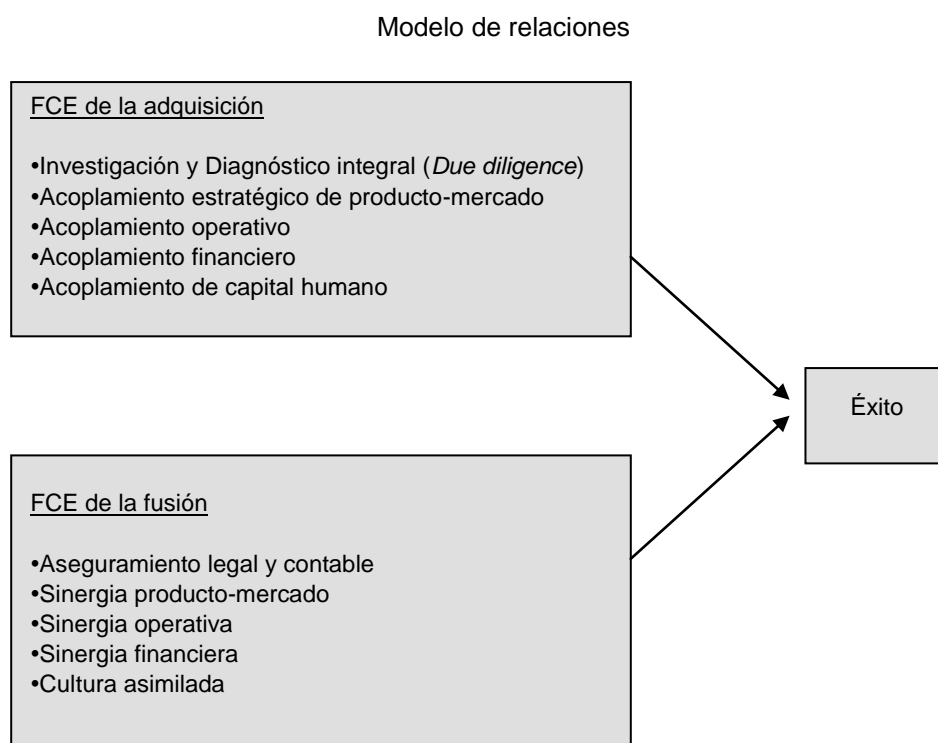 Modelo de relaciones
FCE de la adquisición
•Investigación y Diagnóstico integral (Due diligence)
•Acoplamiento estratégico de producto-mercado
•Acoplamiento operativo
•Acoplamiento financiero
•Acoplamiento de capital humano
Éxito
FCE de la fusión
•Aseguramiento legal y contable
•Sinergia producto-mercado
•Sinergia operativa
•Sinergia financiera
•Cultura asimilada